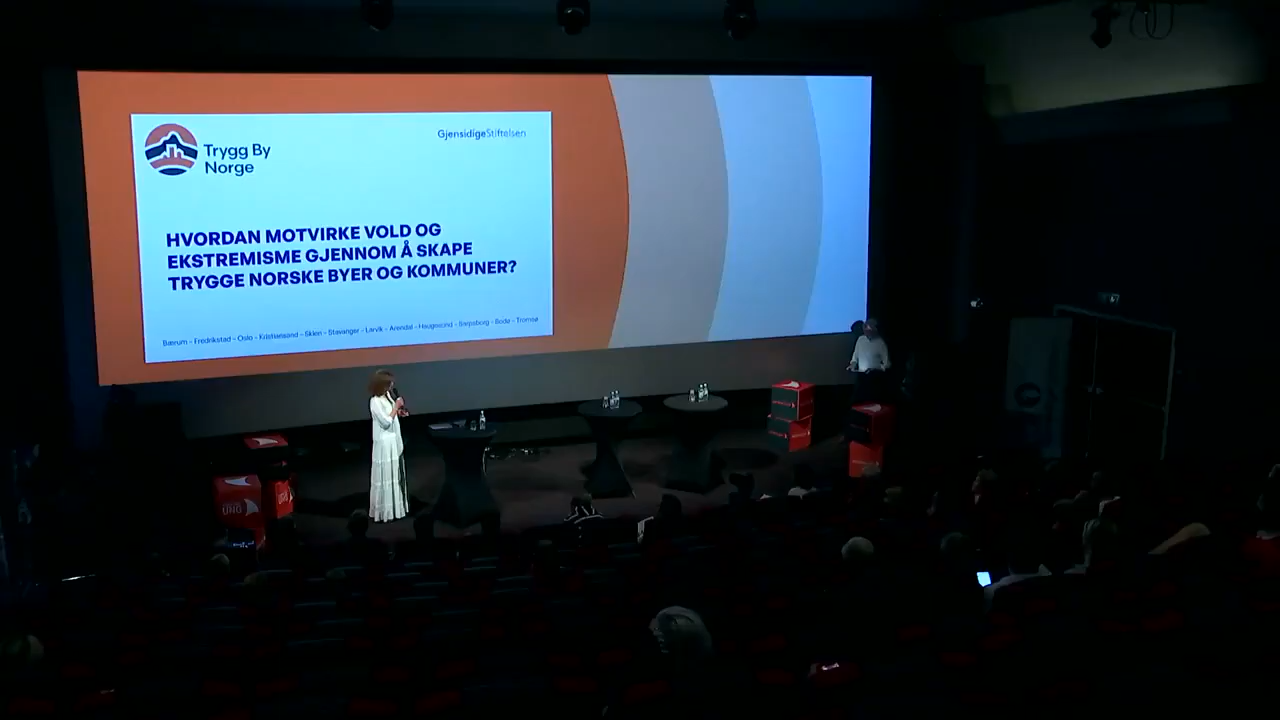 Trygg By
Norge
GjensidigeStiftelsen
HVORDAN MOTVIRKE VOLD OG
EKSTREMISME GJENNOM Å SKAPE
TRYGGE NORSKE BYER OG KOMMUNER?
Bærum - Fredrikstad - Oslo - Kristiansand - Skien - Stavanger - Larvik - Arendal - Haugesund - Sarpsborg - Bodø - Tromsø
UNG